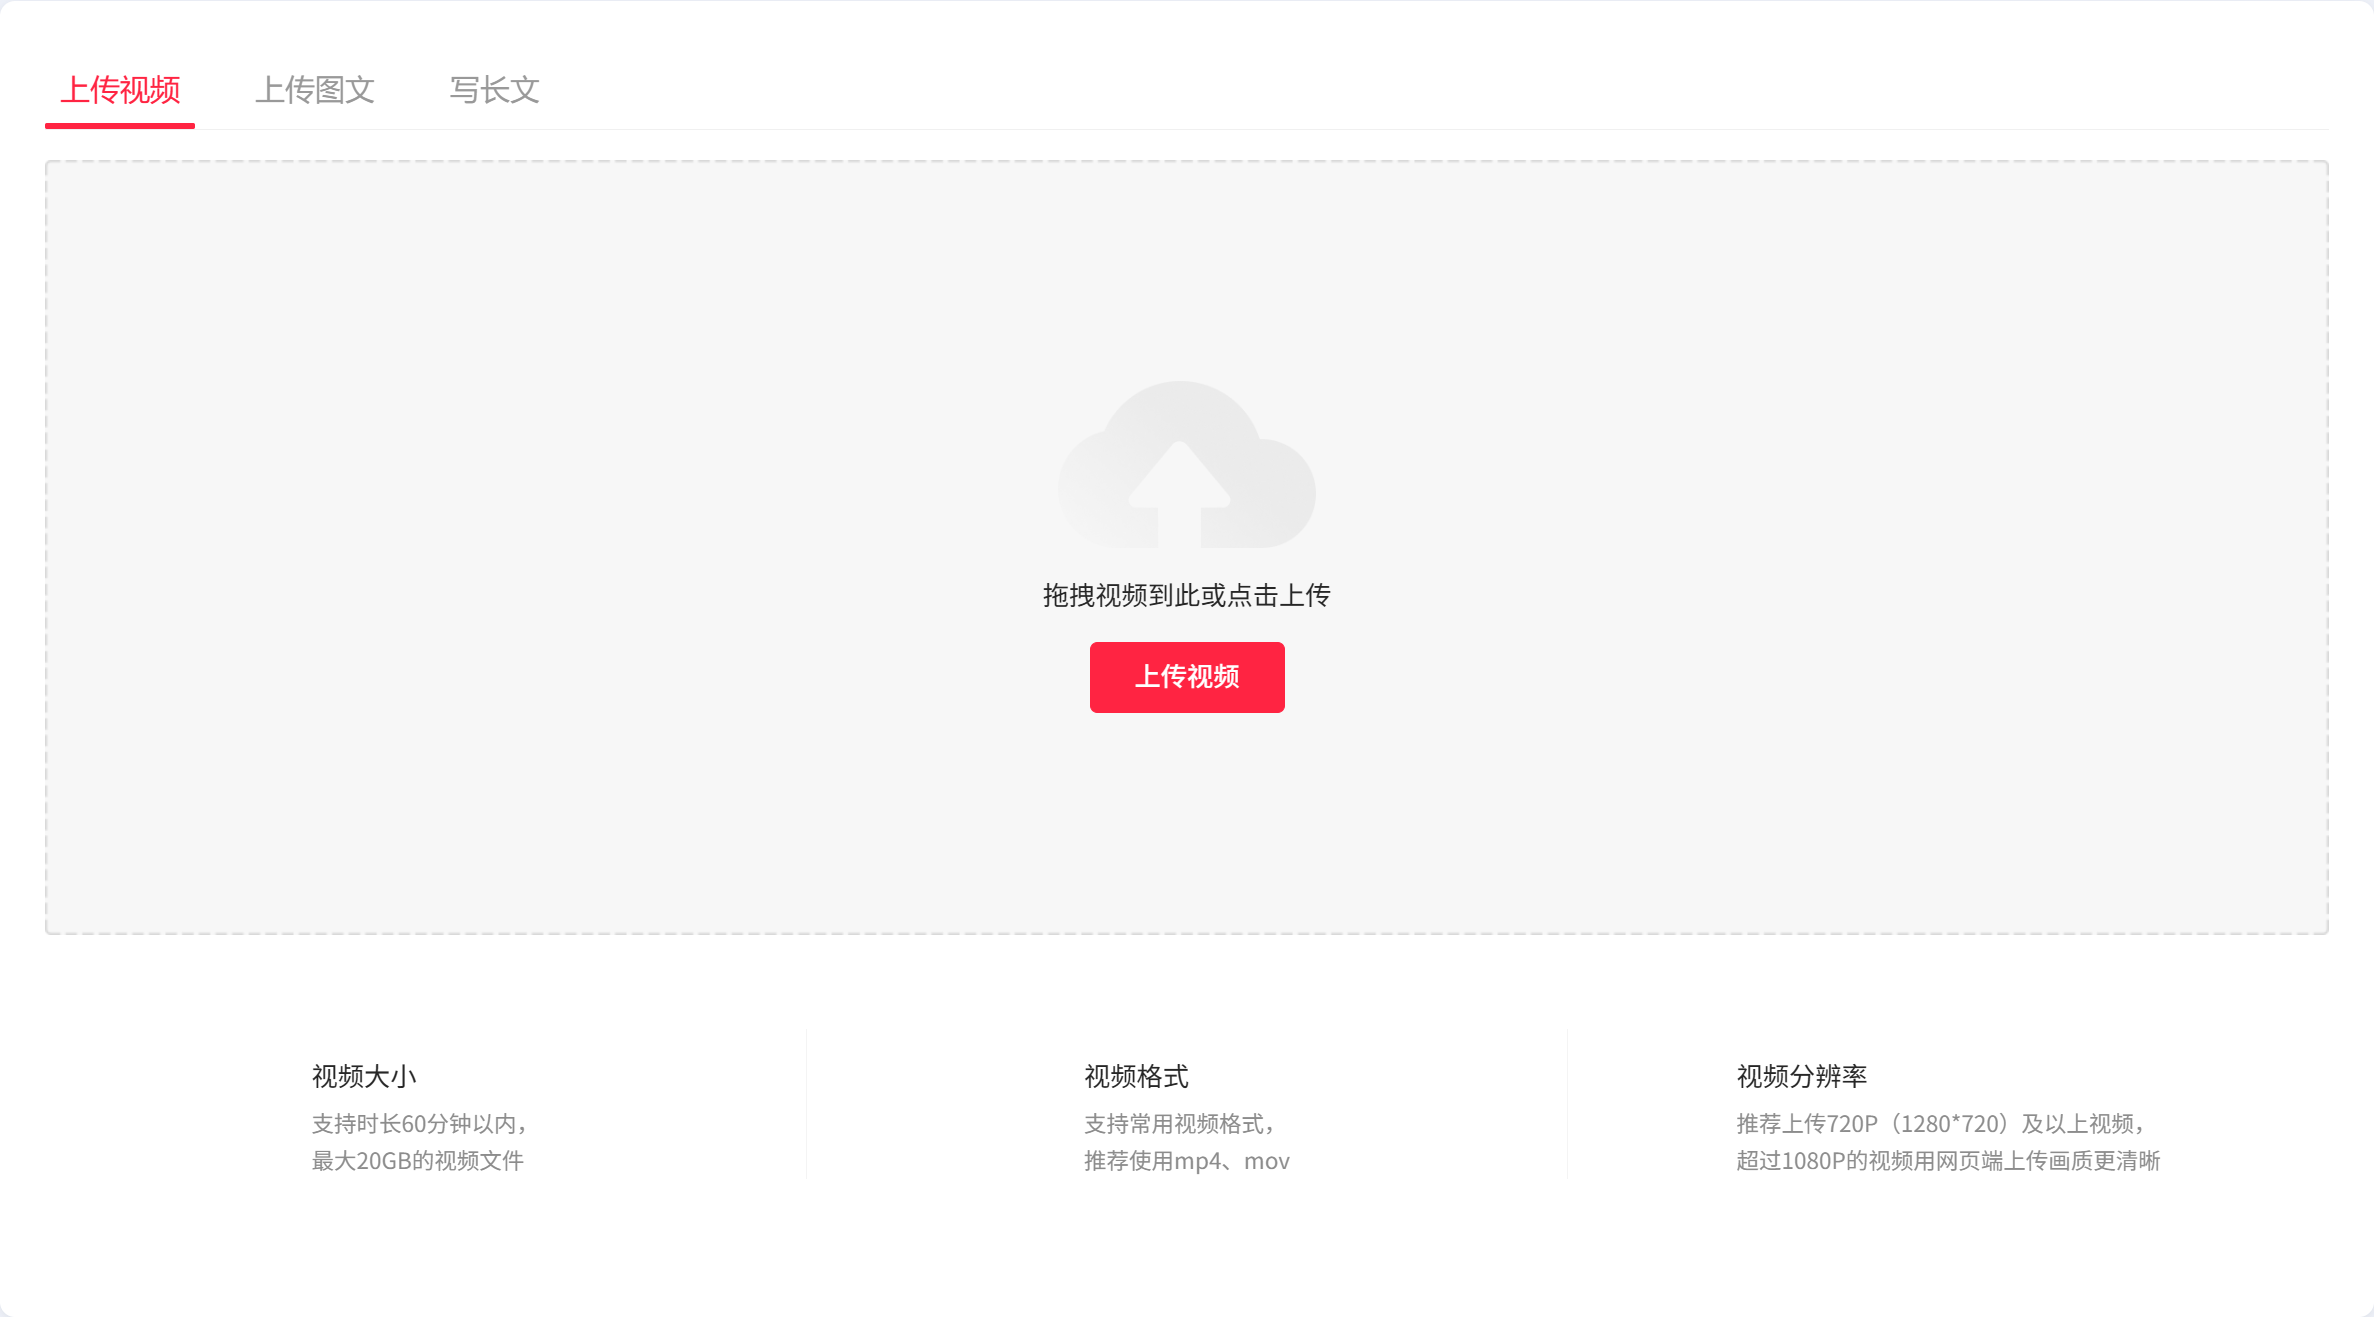 上传视频
上传图文
写长文
拖拽视频到此或点击上传
上传视频
视频大小
支持时长60分钟以内，
最大20GB的视频文件
视频格式
支持常用视频格式，
推荐使用mp4、mov
视频分辨率
推荐上传720P（1280*720）及以上视频，
超过1080P的视频用网页端上传画质更清晰